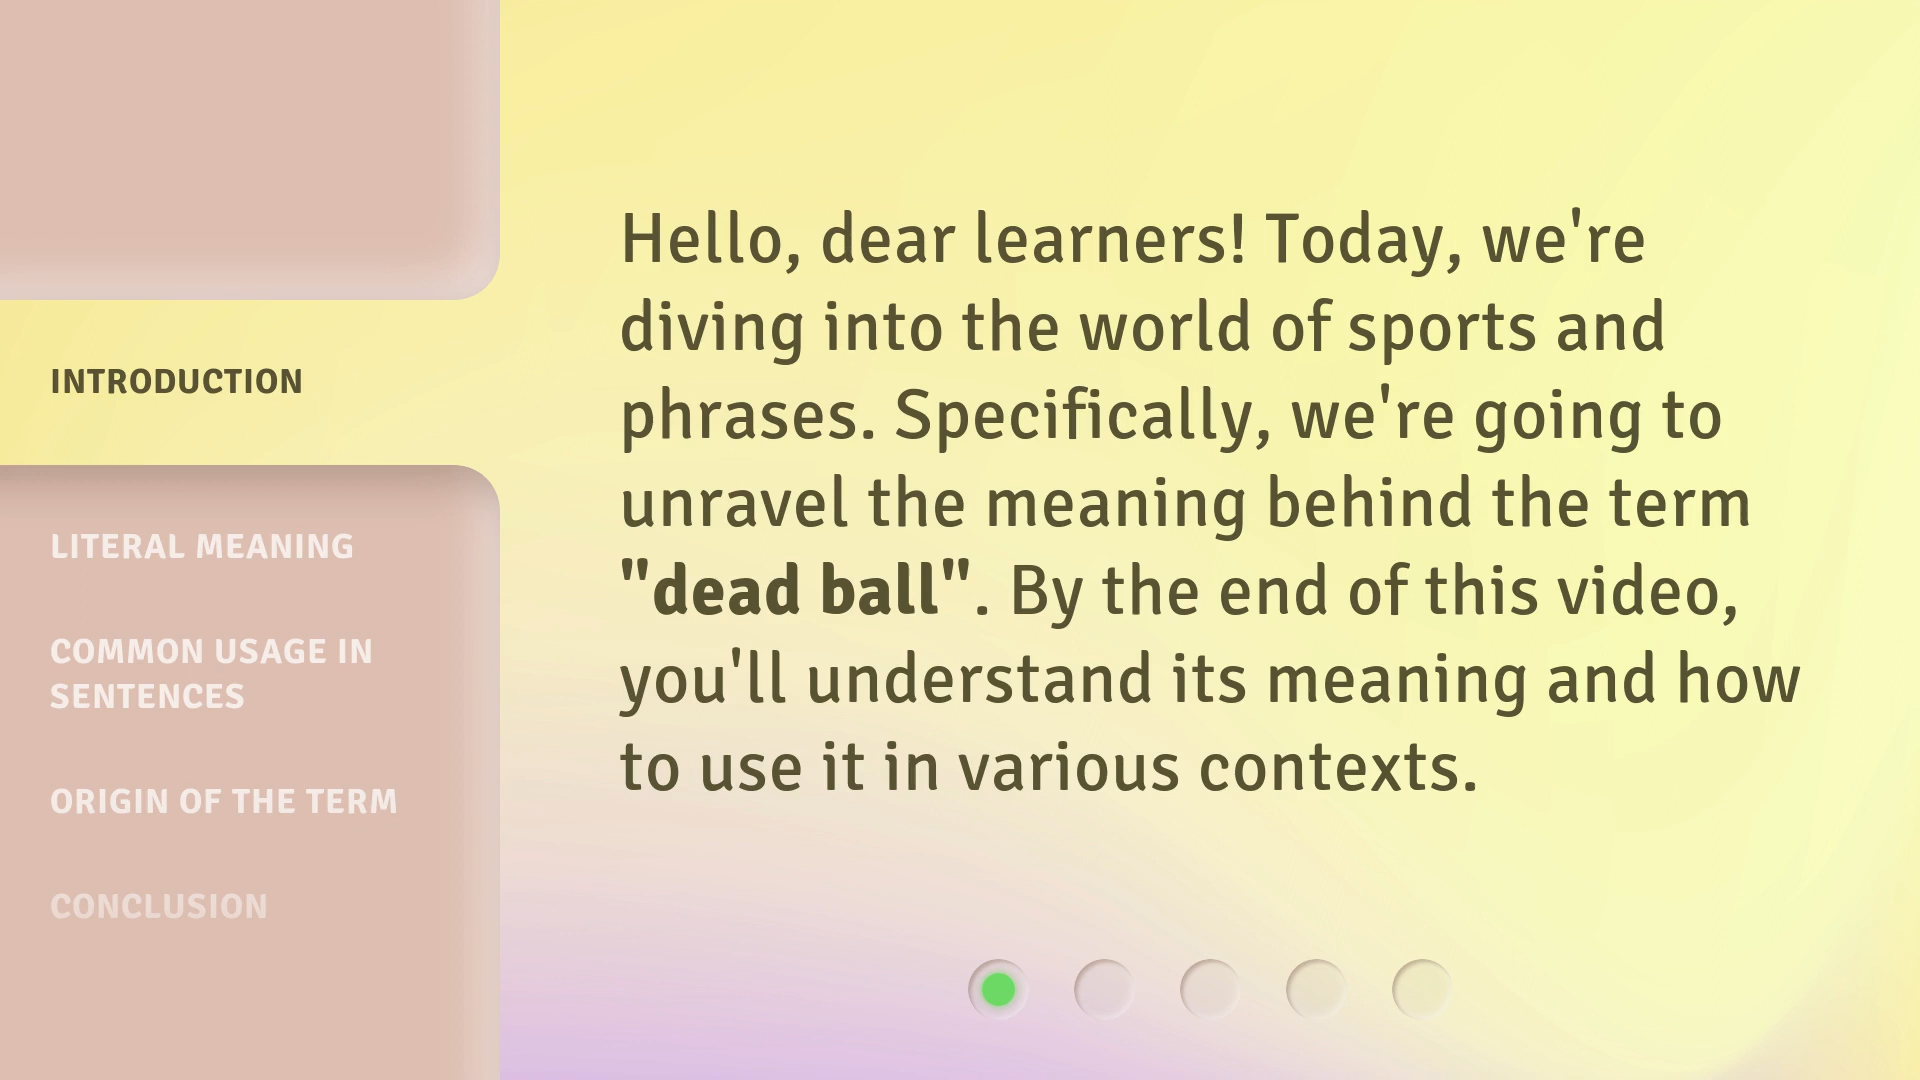 INTRODUCTION
LITERAL MEANING
COMMON USAGE IN
SENTENCES
ORIGIN OF THE TERM
CONCLUSION
Hello, dear learners! Today, we're
diving into the world of sports and
phrases. Specifically, we're going to
unravel the meaning behind the term
"dead ball". By the end of this video,
you'll understand its meaning and how
to use it in various contexts.